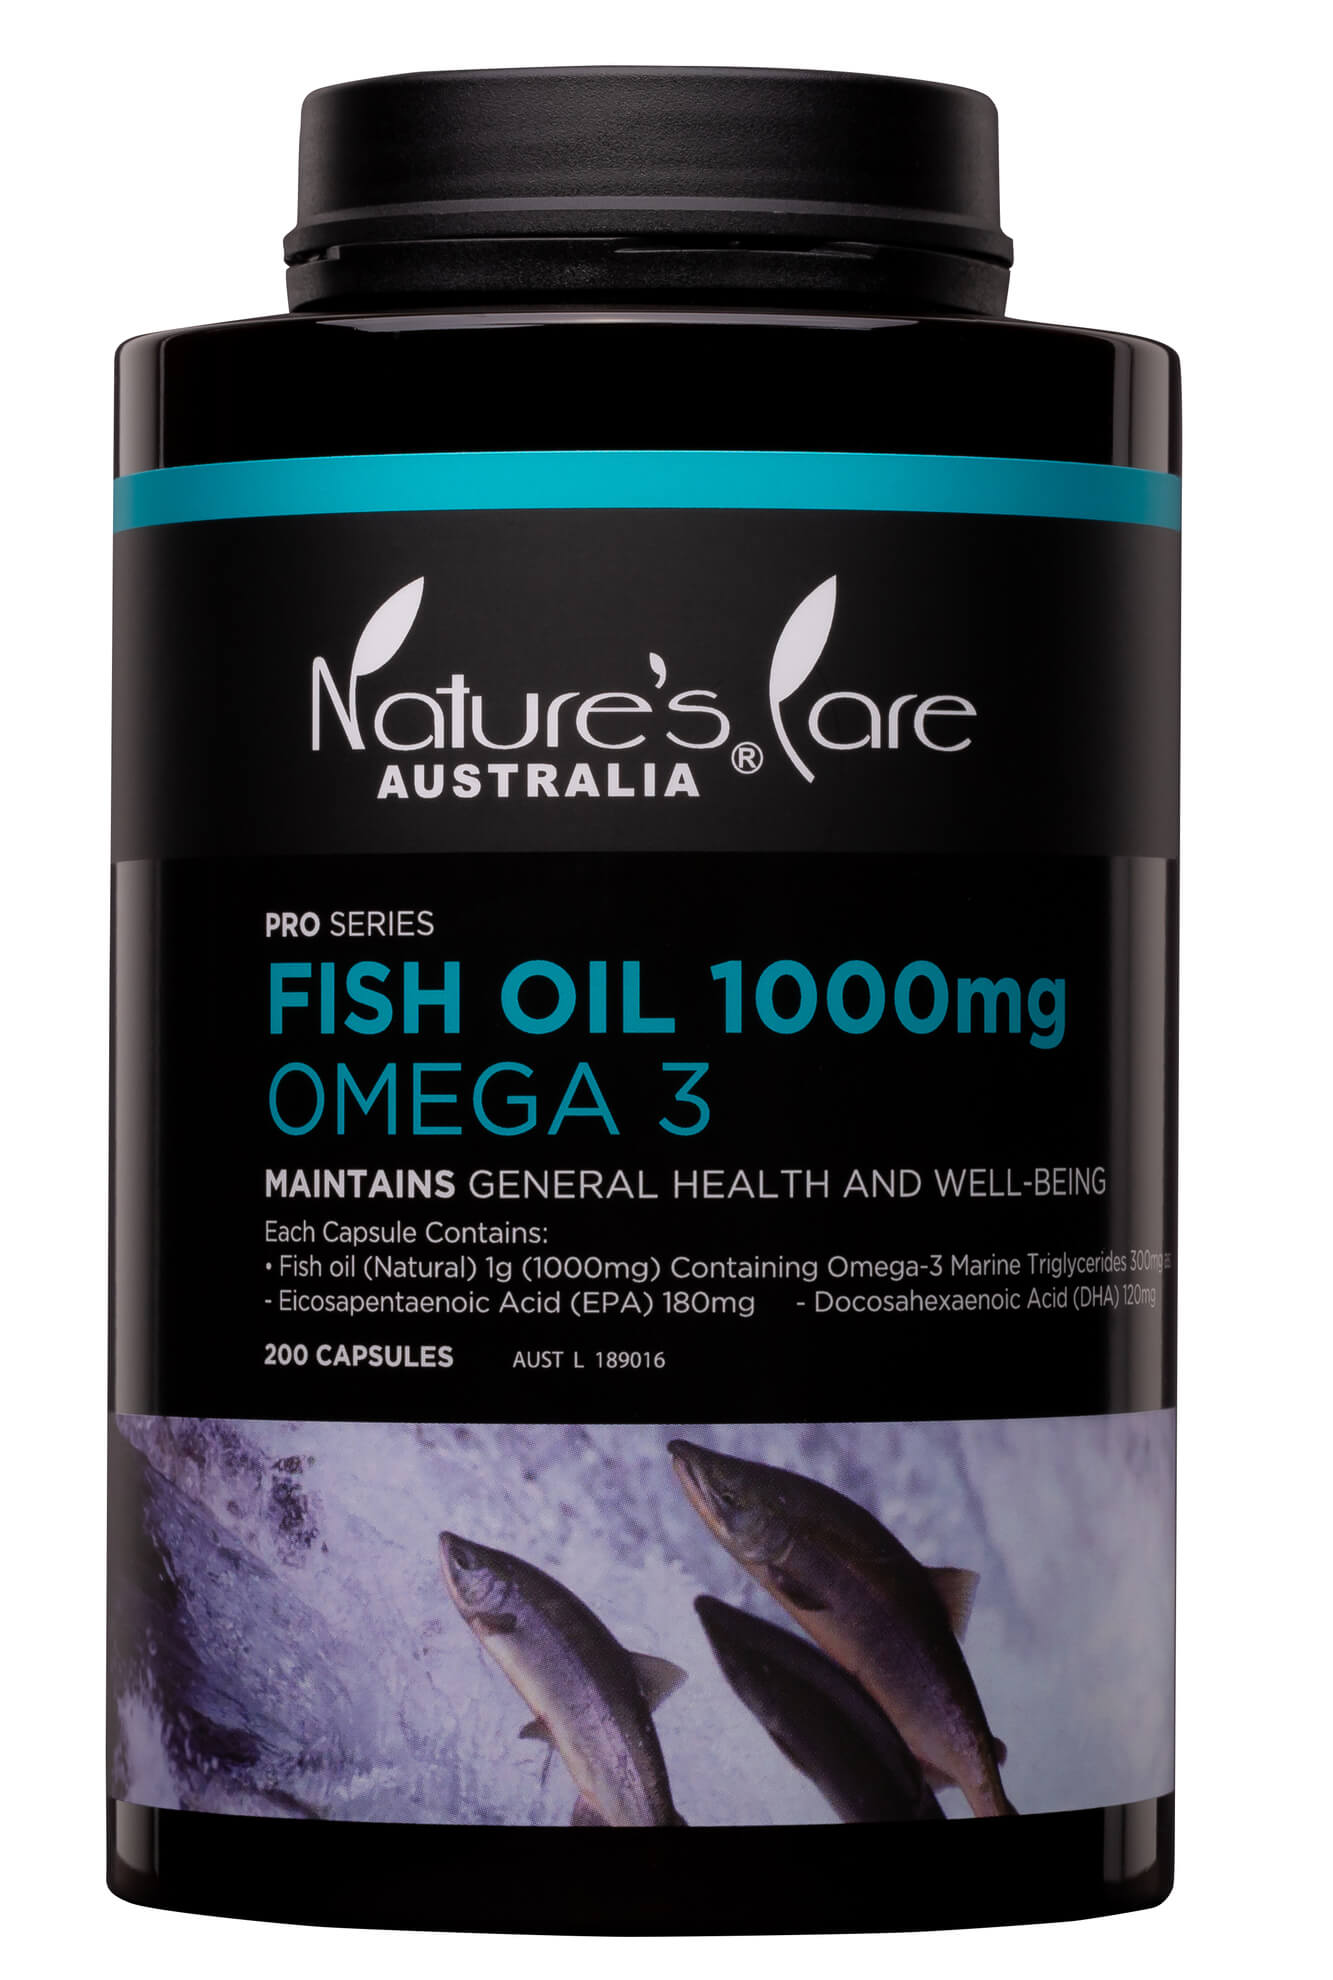 Nature's Care
AUSTRALIA ®
PRO SERIES
FISH OIL 1000mg
OMEGA 3
MAINTAINS GENERAL HEALTH AND WELL-BEING
Each Capsule Contains:
• Fish oil (Natural) 1g (1000mg) Containing Omega-3 Marine Triglycerides 300mg as
- Eicosapentaenoic Acid (EPA) 180mg - Docosahexaenoic Acid (DHA) 120mg
200 CAPSULES AUST L 189016